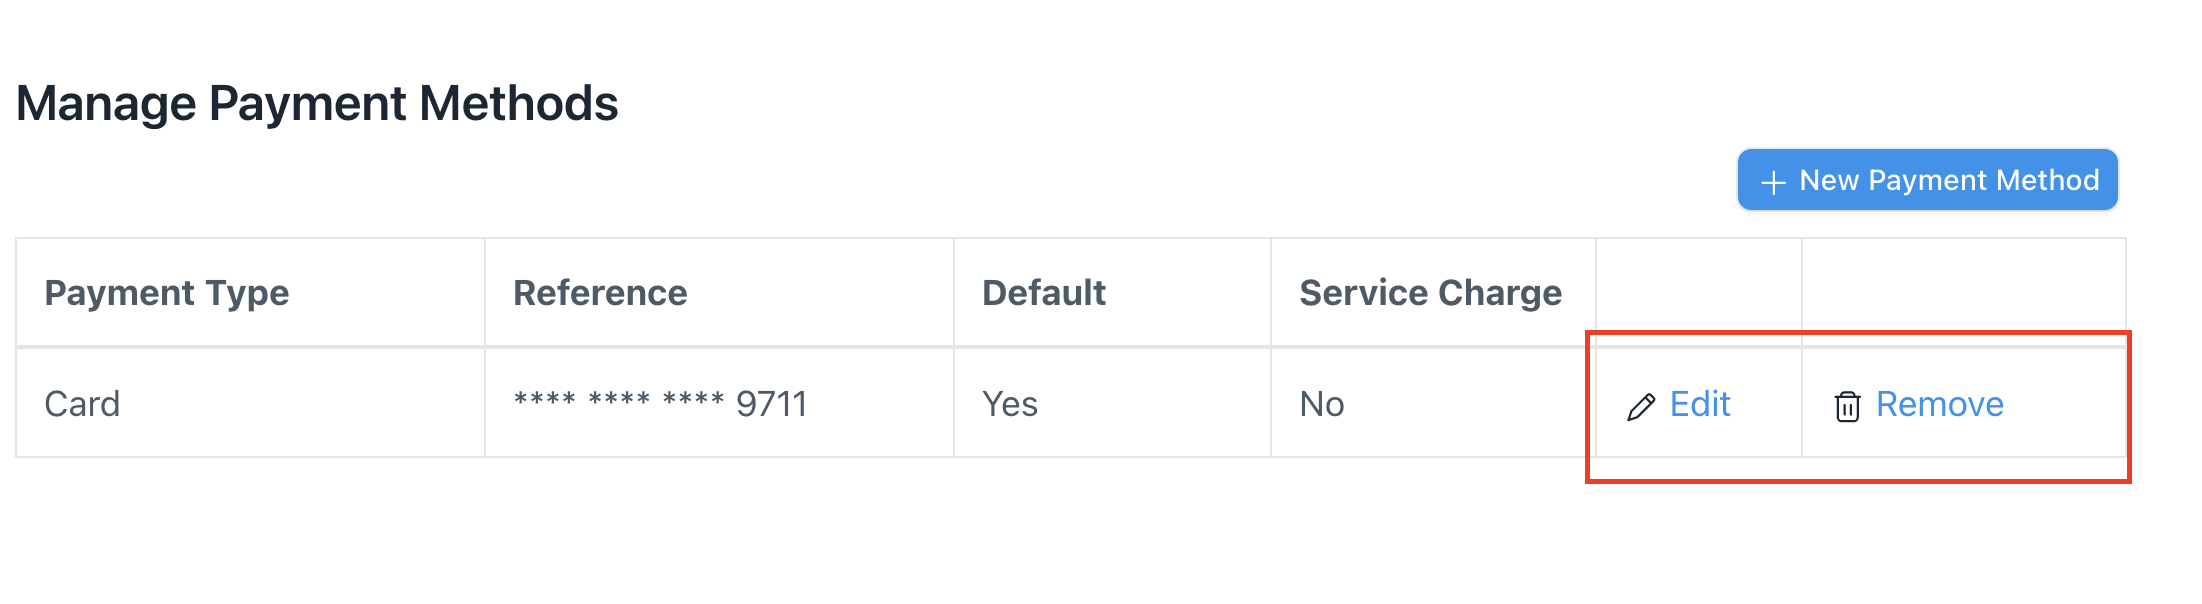 Manage Payment Methods
New Payment Method
Payment Type Reference Default Service Charge
Card **** **** **** 9711 Yes No Edit Remove